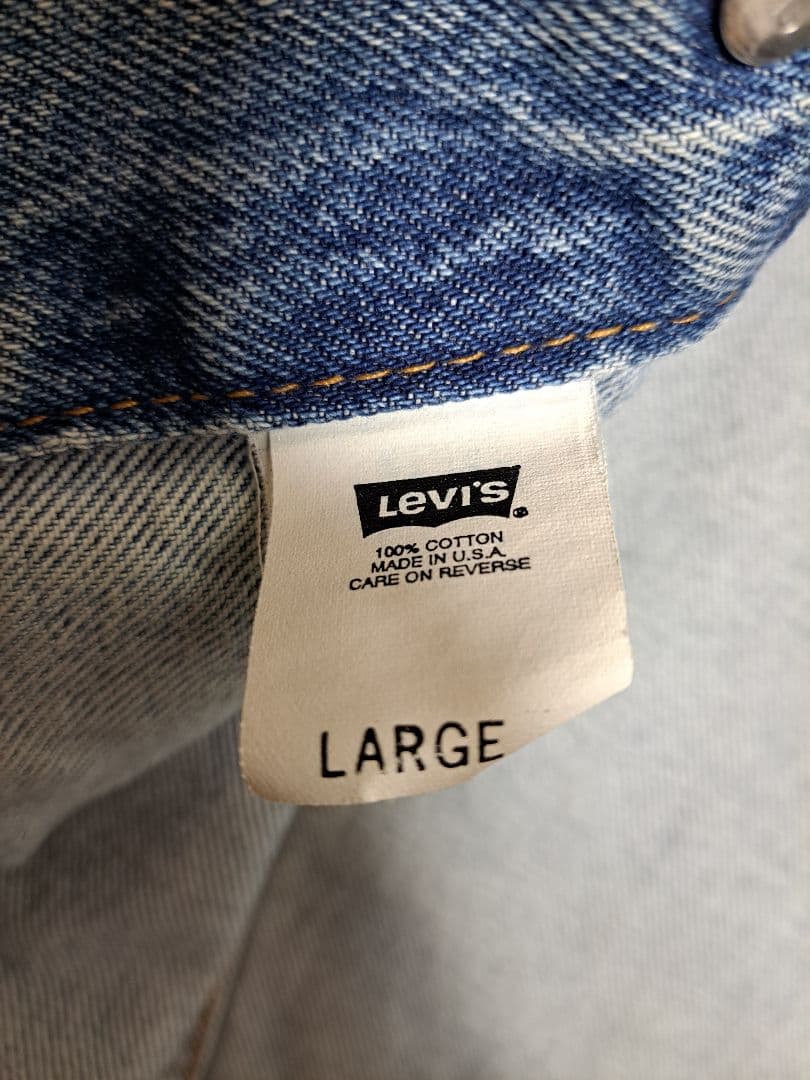 Levi's®
100% COTTON
MADE IN U.S.A.
CARE ON REVERSE
LARGE